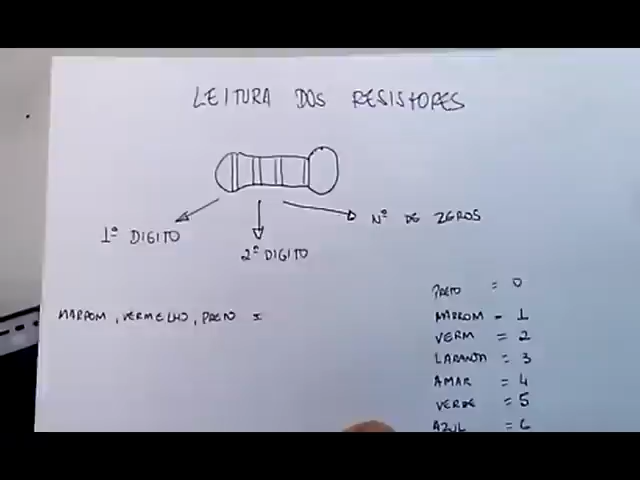 LEITURA DOS RESISTORES
1º DIGITO
2º DIGITO
Nº DE ZEROS
MARROM, VERMELHO, PRETO =
PRETO = 0
MARROM = 1
VERM = 2
LARANJA = 3
AMAR = 4
VERDE = 5
AZUL = 6